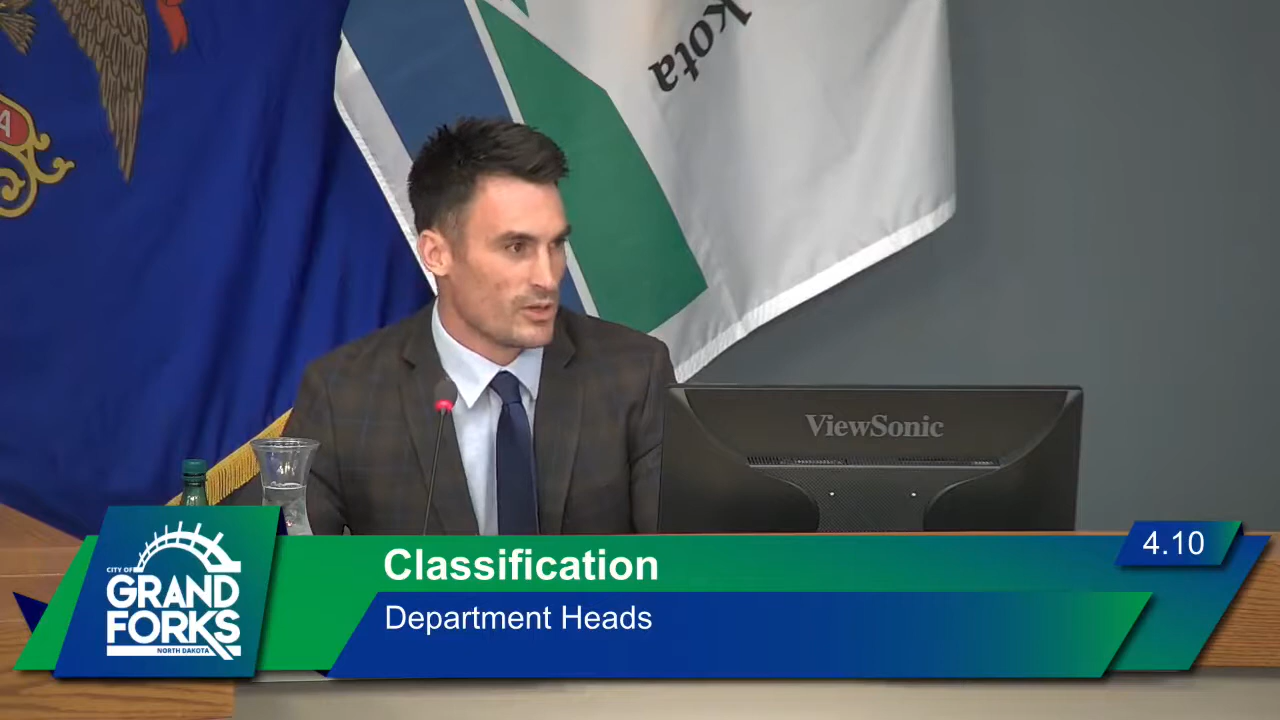 A
kota
ViewSonic
4.10
Classification
Department Heads
CITY OF
GRAND
FORKS
NORTH DAKOTA